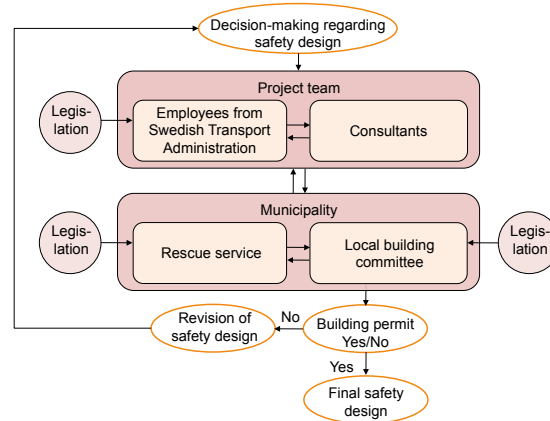 Decision-making regarding
safety design
Project team
Legis-
lation
Employees from
Swedish Transport
Administration
Consultants
Municipality
Legis-
lation
Rescue service
Local building
committee
Legis-
lation
Revision of
safety design
No
Building permit
Yes/No
Yes
Final safety
design